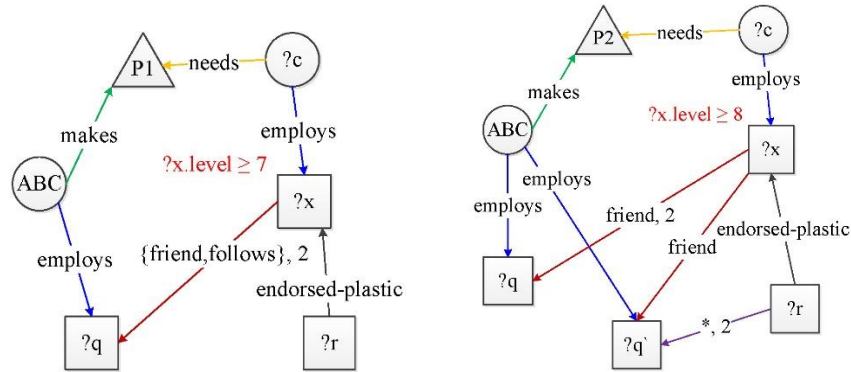 P1
needs
?c
makes
employs
?x.level ≥ 7
ABC
?x
employs
{friend,follows}, 2
endorsed-plastic
?q
?r
P2
needs
?c
makes
employs
?x.level ≥ 8
ABC
?x
employs
employs
friend, 2
friend
endorsed-plastic
?q
?r
*, 2
?q`